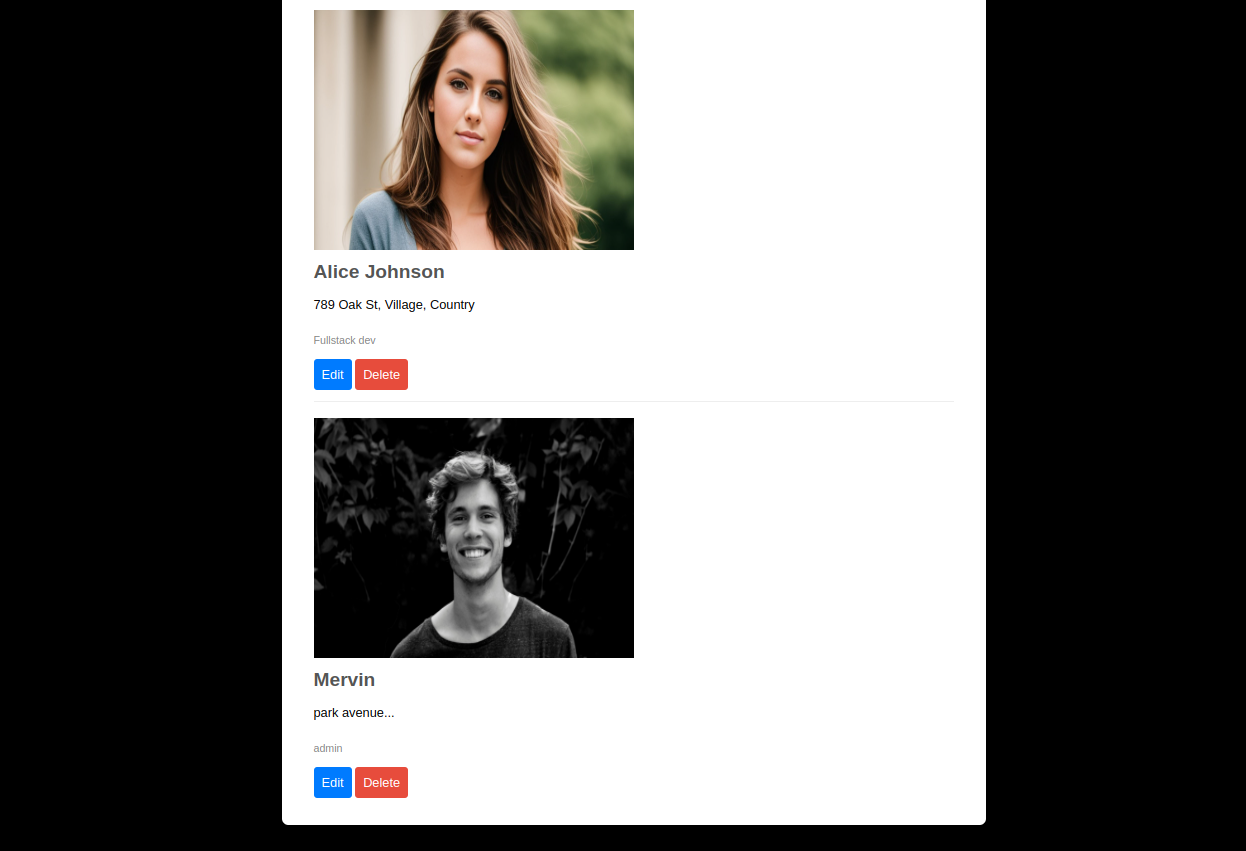 Alice Johnson
789 Oak St, Village, Country
Fullstack dev
Edit Delete
Mervin
park avenue...
admin
Edit Delete